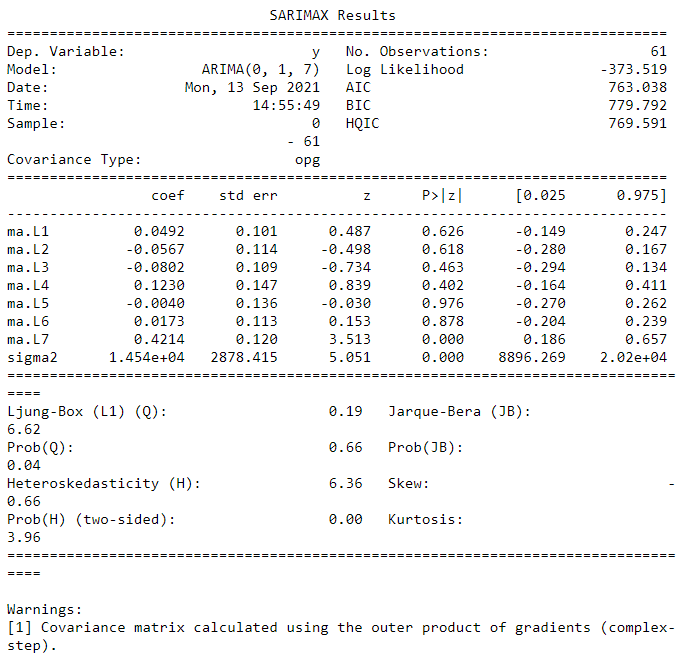 SARIMAX Results
==============================================================================
Dep. Variable:                      y   No. Observations:                   61
Model:                 ARIMA(0, 1, 7)   Log Likelihood                -373.519
Date:                Mon, 13 Sep 2021   AIC                            763.038
Time:                        14:55:49   BIC                            779.792
Sample:                             0   HQIC                           769.591
                                 - 61
Covariance Type:                  opg
==============================================================================
                 coef    std err          z      P>|z|      [0.025      0.975]
------------------------------------------------------------------------------
ma.L1          0.0492      0.101      0.487      0.626      -0.149       0.247
ma.L2         -0.0567      0.114     -0.498      0.618      -0.280       0.167
ma.L3         -0.0802      0.109     -0.734      0.463      -0.294       0.134
ma.L4          0.1230      0.147      0.839      0.402      -0.164       0.411
ma.L5         -0.0040      0.136     -0.030      0.976      -0.270       0.262
ma.L6          0.0173      0.113      0.153      0.878      -0.204       0.239
ma.L7          0.4214      0.120      3.513      0.000       0.186       0.657
sigma2      1.454e+04   2878.415      5.051      0.000    8896.269    2.02e+04
===============================================================================
====
Ljung-Box (L1) (Q):                   0.19   Jarque-Bera (JB):
6.62
Prob(Q):                              0.66   Prob(JB):
0.04
Heteroskedasticity (H):               6.36   Skew:                            -
0.66
Prob(H) (two-sided):                  0.00   Kurtosis:
3.96
===============================================================================
====

Warnings:
[1] Covariance matrix calculated using the outer product of gradients (complex-
step).